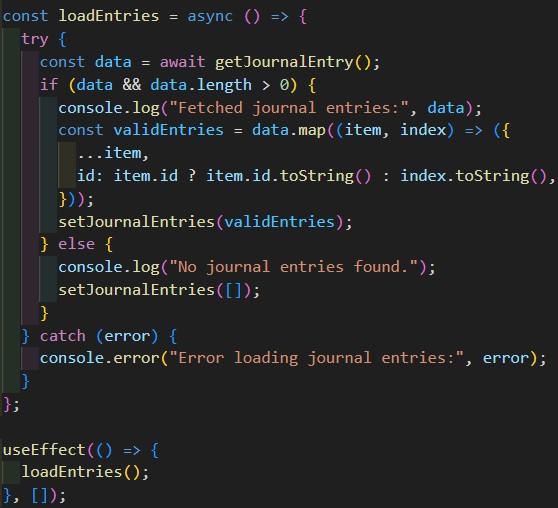 const loadEntries = async () => {
  try {
    const data = await getJournalEntry();
    if (data && data.length > 0) {
      console.log("Fetched journal entries:", data);
      const validEntries = data.map((item, index) => ({
        ...item,
        id: item.id ? item.id.toString() : index.toString(),
      }));
      setJournalEntries(validEntries);
    } else {
      console.log("No journal entries found.");
      setJournalEntries([]);
    }
  } catch (error) {
    console.error("Error loading journal entries:", error);
  }
};

useEffect(() => {
  loadEntries();
}, []);